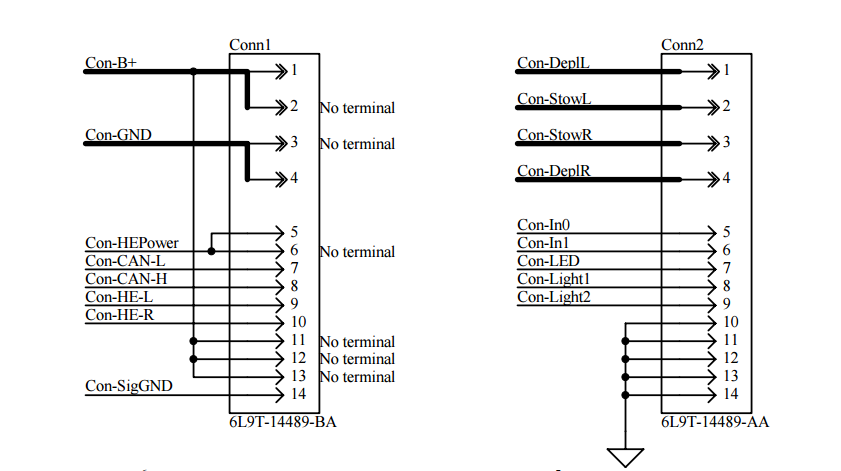 Conn1
Con-B+
1
2 No terminal
Con-GND
3 No terminal
4
5
Con-HEPower
6 No terminal
Con-CAN-L
7
Con-CAN-H
8
Con-HE-L
9
Con-HE-R
10
11 No terminal
12 No terminal
13 No terminal
Con-SigGND
14
6L9T-14489-BA
Conn2
Con-DeplL
1
Con-StowL
2
Con-StowR
3
Con-DeplR
4
Con-In0
5
Con-In1
6
Con-LED
7
Con-Light1
8
Con-Light2
9
10
11
12
13
14
6L9T-14489-AA